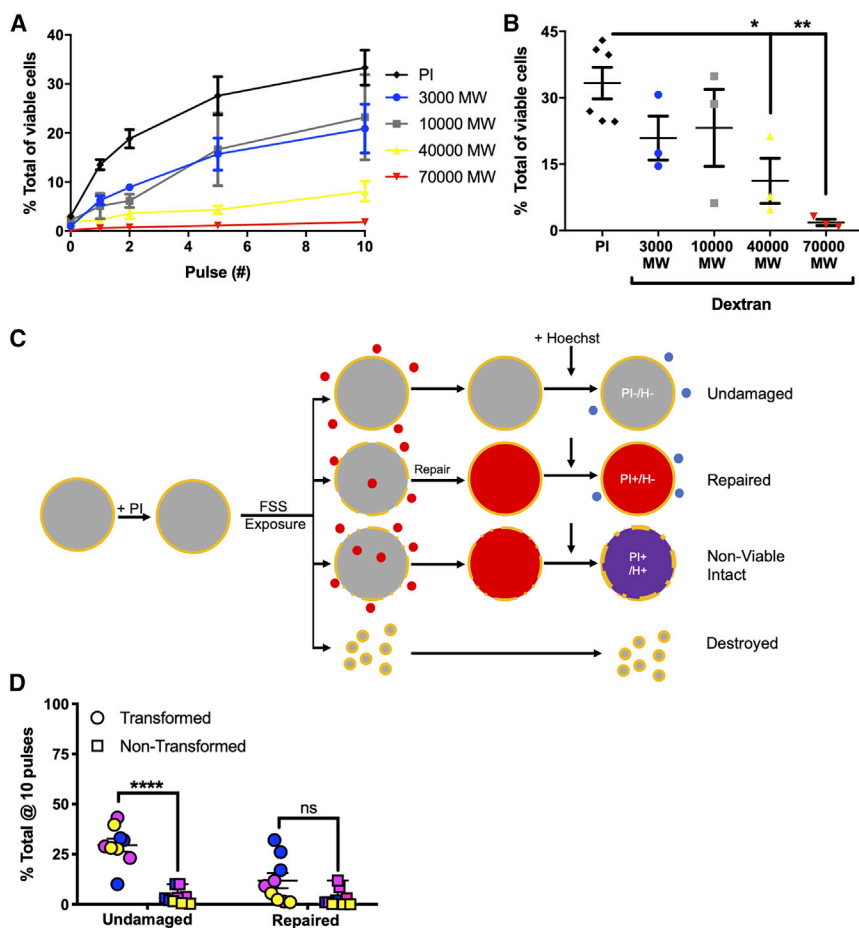 A
% Total of viable cells
40
30
20
10
0
0 2 4 6 8 10
Pulse (#)
PI
3000 MW
10000 MW
40000 MW
70000 MW
B
% Total of viable cells
45
30
15
0
* **
PI 3000 MW 10000 MW 40000 MW 70000 MW
Dextran
C
+ PI
FSS
Exposure
+ Hoechst
PI-/H-
Undamaged
Repair
PI+/H-
Repaired
PI+
/H+
Non-Viable
Intact
Destroyed
D
% Total @ 10 pulses
100
75
50
25
0
Transformed
Non-Transformed
****
ns
Undamaged Repaired